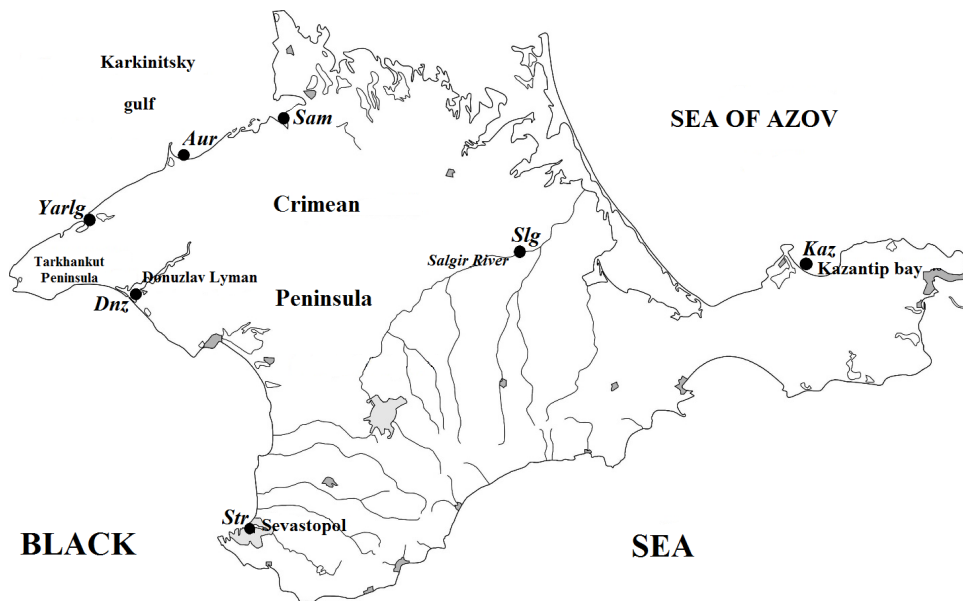 Karkinitsky
gulf
Sam
SEA OF AZOV
Aur
Crimean
Yarlg
Slg
Kaz
Salgir River
Kazantip bay
Tarkhankut
Peninsula
Donuzlav Lyman
Dnz
Peninsula
Str
Sevastopol
BLACK
SEA